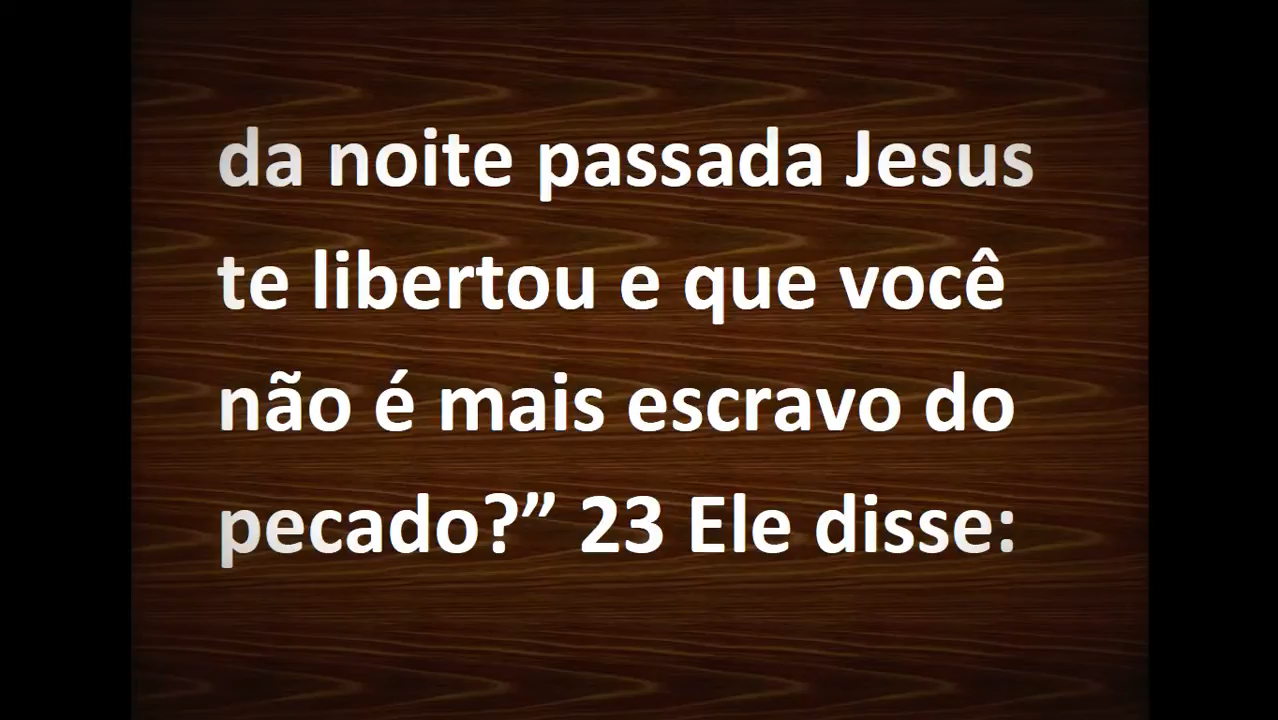 da noite passada Jesus
te libertou e que você
não é mais escravo do
pecado?” 23 Ele disse: